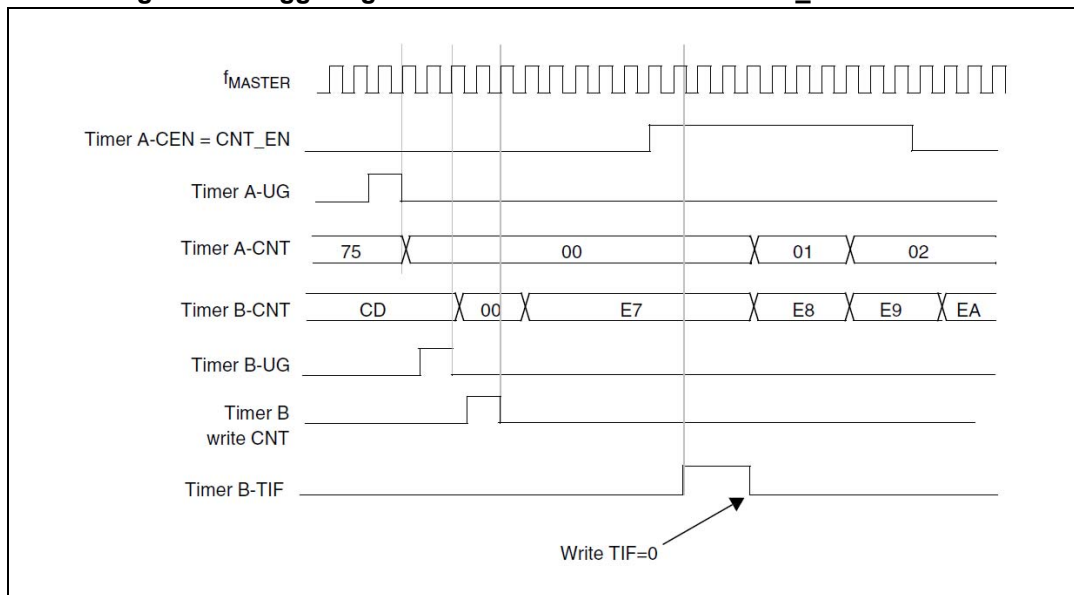 fMASTER
Timer A-CEN = CNT_EN
Timer A-UG
Timer A-CNT 75 00 01 02
Timer B-CNT CD 00 E7 E8 E9 EA
Timer B-UG
Timer B
write CNT
Timer B-TIF
Write TIF=0